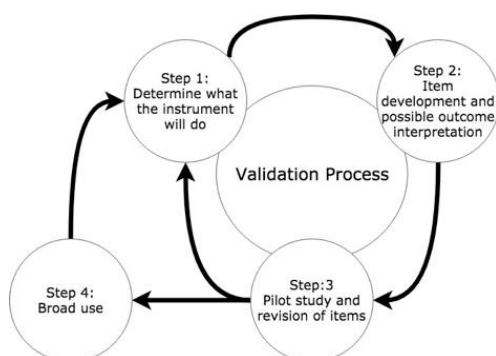 Step 1:
Determine what
the instrument
will do
Step 2:
Item
development and
possible outcome
interpretation
Validation Process
Step:3
Pilot study and
revision of items
Step 4:
Broad use